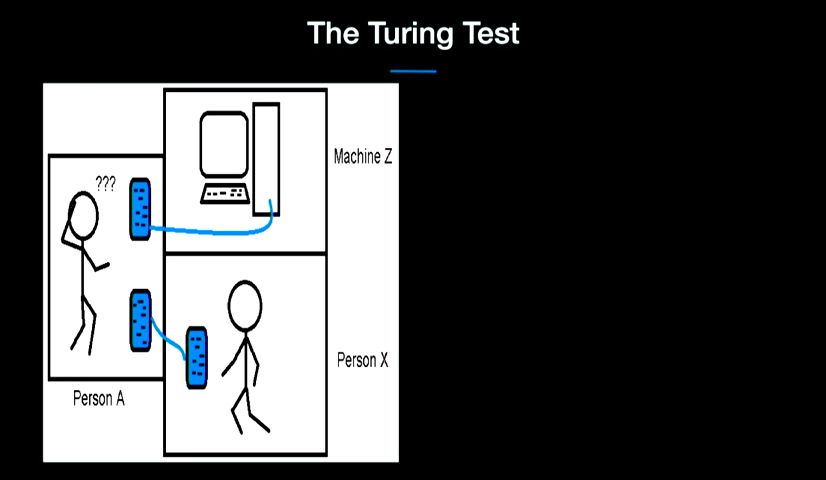 The Turing Test
Machine Z
???
Person X
Person A